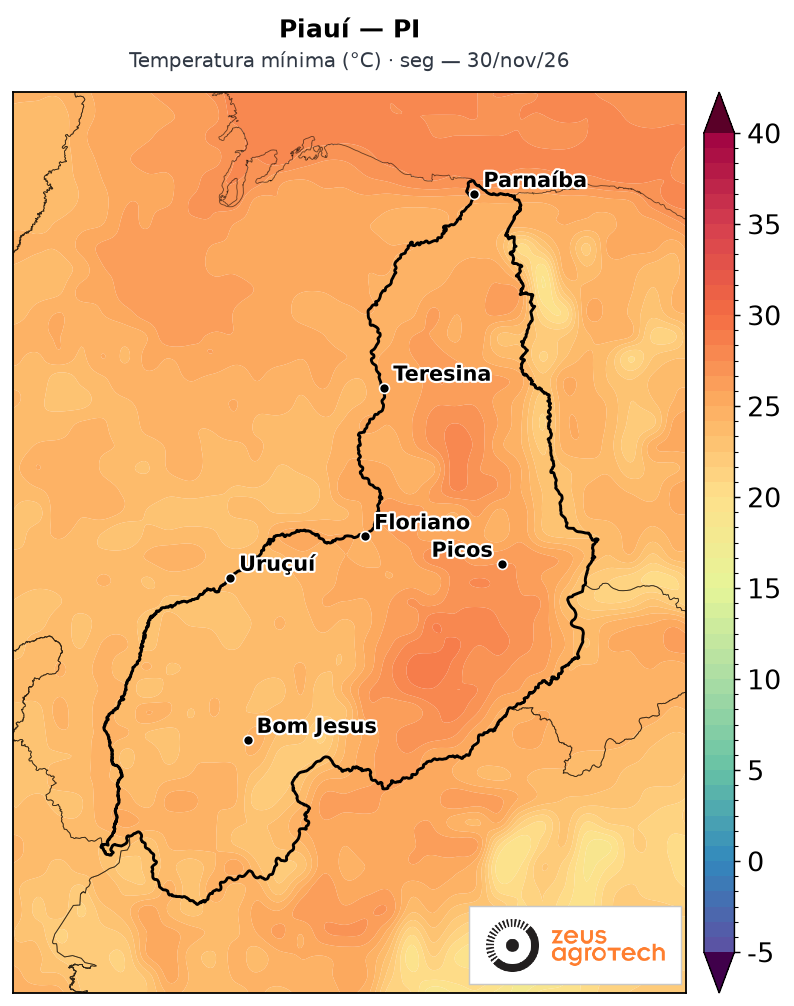 Piauí — PI
Temperatura mínima (°C) · seg — 30/nov/26
Parnaíba
Teresina
Floriano
Picos
Uruçuí
Bom Jesus
40
35
30
25
20
15
10
5
0
-5
zeus
agrotech